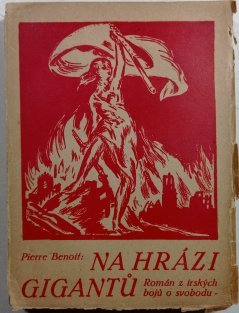 Pierre Benoit: NA HRÁZI
GIGANTŮ Román z irských
bojů o svobodu -